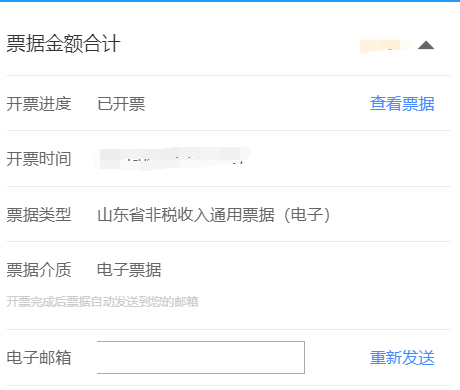 票据金额合计
开票进度 已开票 查看票据
开票时间
票据类型 山东省非税收入通用票据（电子）
票据介质 电子票据
开票完成后票据自动发送到您的邮箱
电子邮箱 重新发送